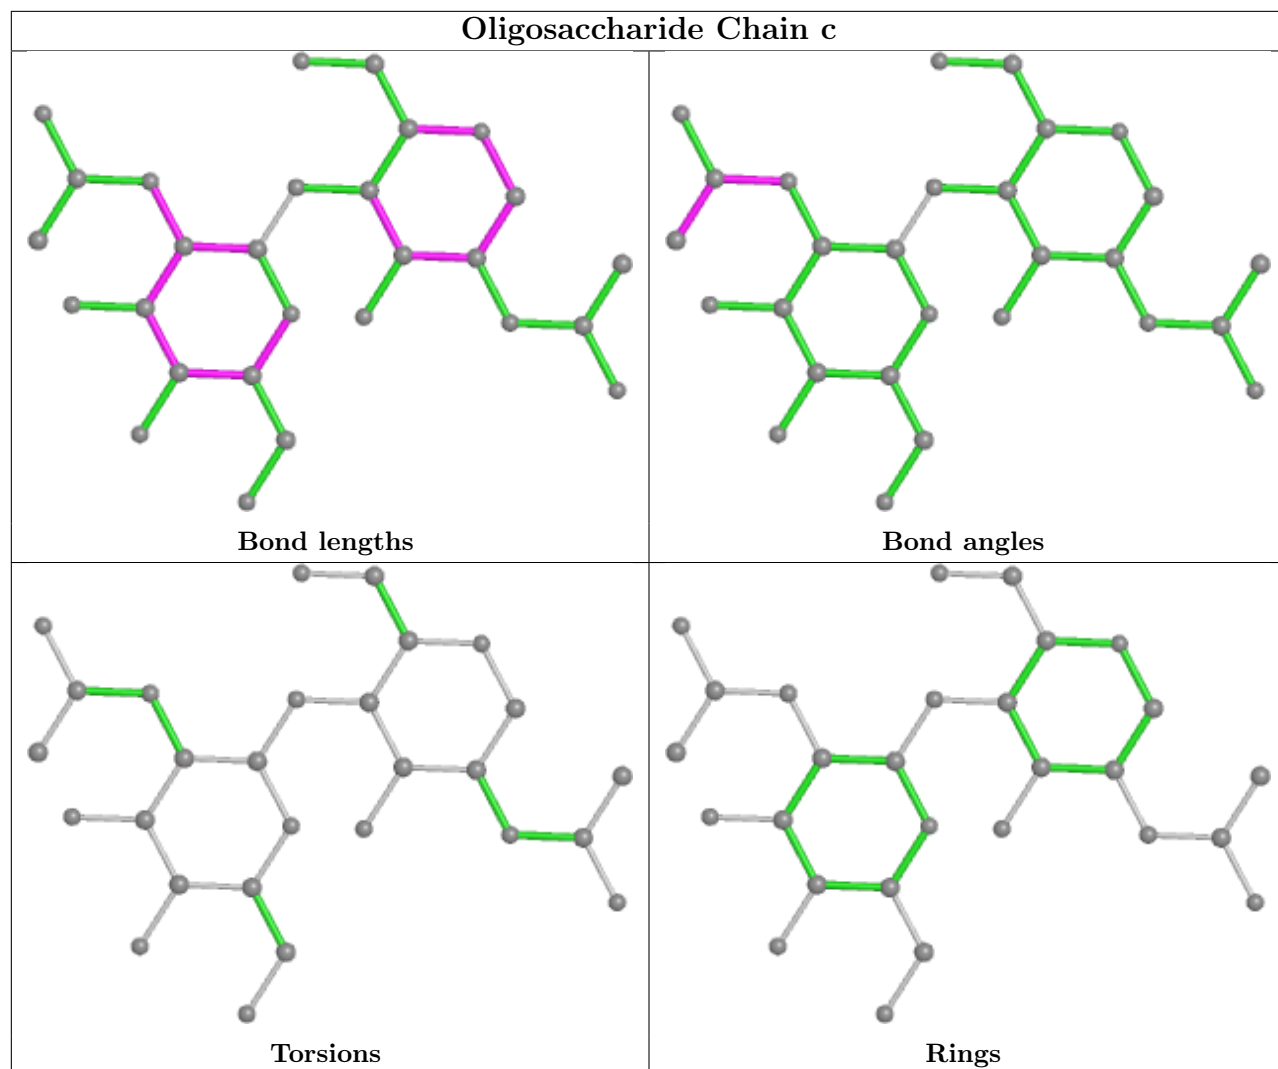 Oligosaccharide Chain c
Bond lengths
Bond angles
Torsions
Rings